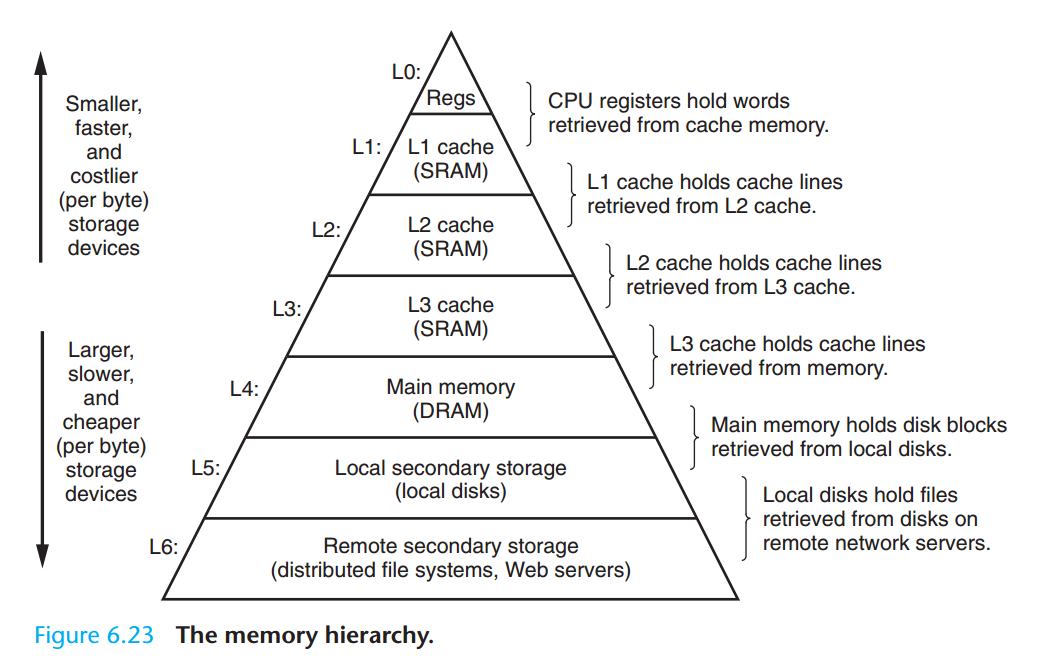 L0:
Regs
CPU registers hold words
retrieved from cache memory.
Smaller,
faster,
and
costlier
(per byte)
storage
devices
L1:
L1 cache
(SRAM)
L1 cache holds cache lines
retrieved from L2 cache.
L2:
L2 cache
(SRAM)
L2 cache holds cache lines
retrieved from L3 cache.
L3:
L3 cache
(SRAM)
L3 cache holds cache lines
retrieved from memory.
Larger,
slower,
and
cheaper
(per byte)
storage
devices
L4:
Main memory
(DRAM)
Main memory holds disk blocks
retrieved from local disks.
L5:
Local secondary storage
(local disks)
Local disks hold files
retrieved from disks on
remote network servers.
L6:
Remote secondary storage
(distributed file systems, Web servers)
Figure 6.23 The memory hierarchy.